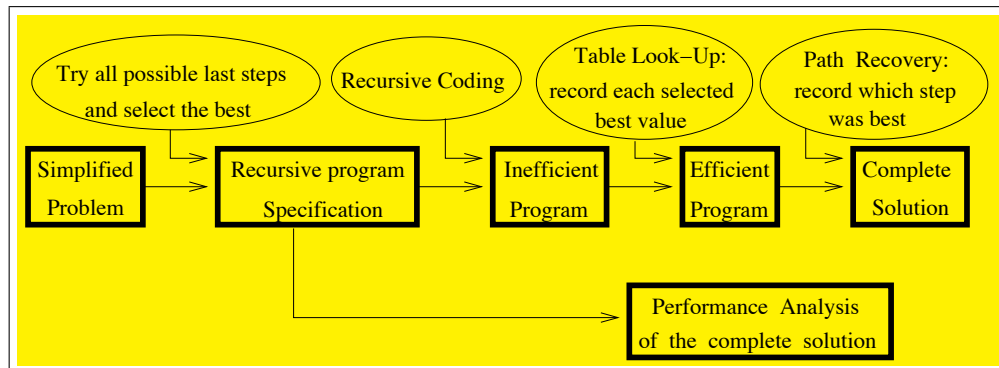 Try all possible last steps
and select the best
Recursive Coding
Table Look–Up:
record each selected
best value
Path Recovery:
record which step
was best
Simplified
Problem
Recursive program
Specification
Inefficient
Program
Efficient
Program
Complete
Solution
Performance Analysis
of the complete solution